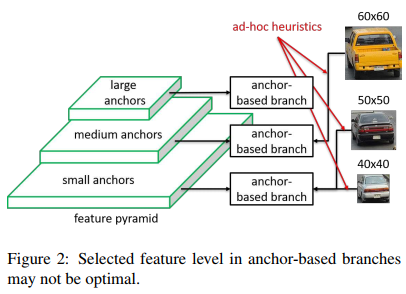 ad-hoc heuristics
60x60
large
anchors
anchor-
based branch
50x50
medium anchors
anchor-
based branch
40x40
small anchors
anchor-
based branch
feature pyramid
Figure 2: Selected feature level in anchor-based branches
may not be optimal.